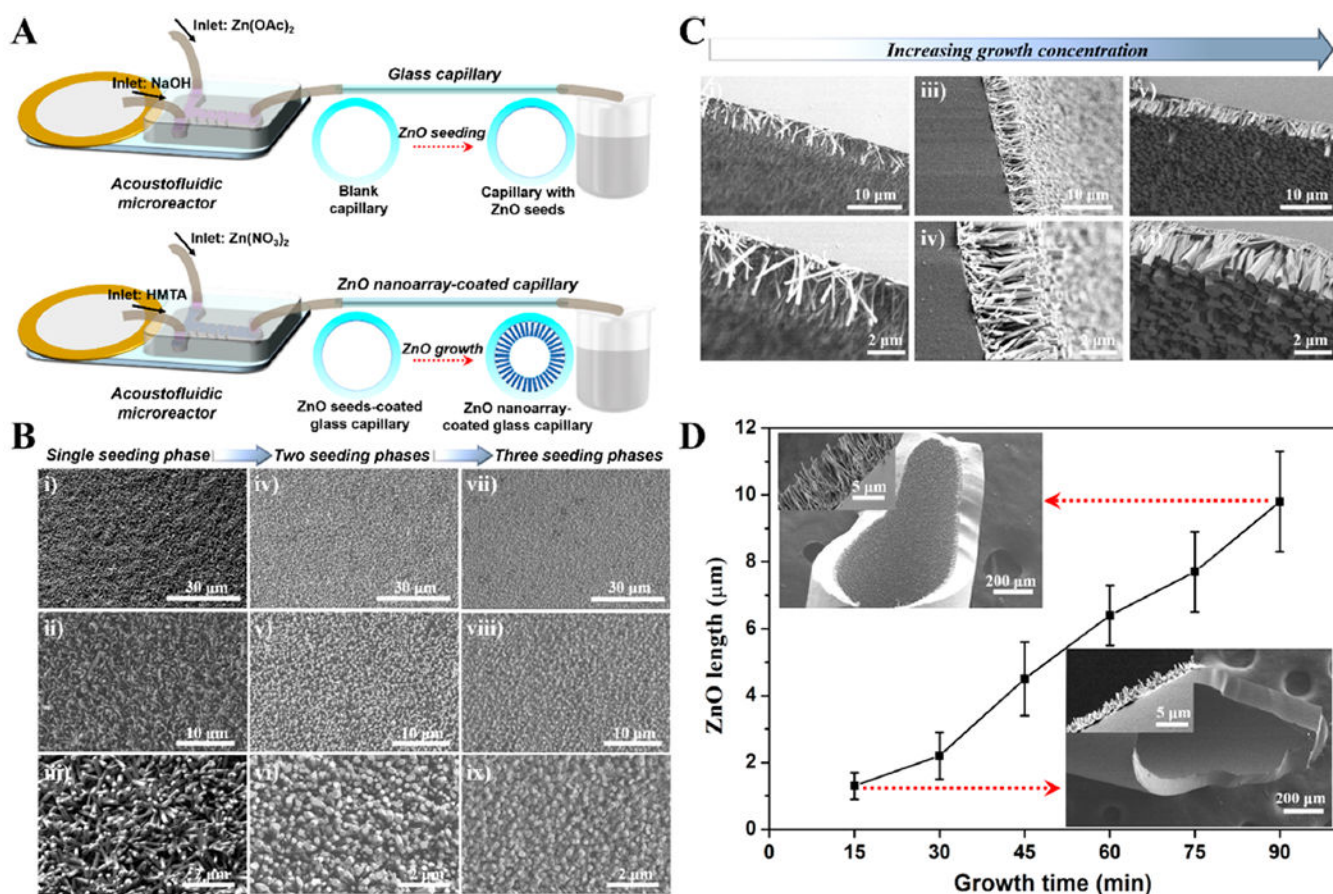 A
Inlet: Zn(OAc)2
Inlet: NaOH
Glass capillary
ZnO seeding
Acoustofluidic
microreactor
Blank
capillary
Capillary with
ZnO seeds
Inlet: Zn(NO3)2
Inlet: HMTA
ZnO nanoarray-coated capillary
ZnO growth
Acoustofluidic
microreactor
ZnO seeds-coated
glass capillary
ZnO nanoarray-
coated glass capillary
B
Single seeding phase
Two seeding phases
Three seeding phases
i)
30 μm
iv)
30 μm
vii)
30 μm
ii)
10 μm
v)
10 μm
viii)
10 μm
iii)
2 μm
vi)
2 μm
ix)
2 μm
C
Increasing growth concentration
i)
10 μm
iii)
10 μm
v)
10 μm
2 μm
iv)
2 μm
vi)
2 μm
D
ZnO length (μm)
12
10
8
6
4
2
0
5 μm
200 μm
5 μm
200 μm
0
15
30
45
60
75
90
Growth time (min)